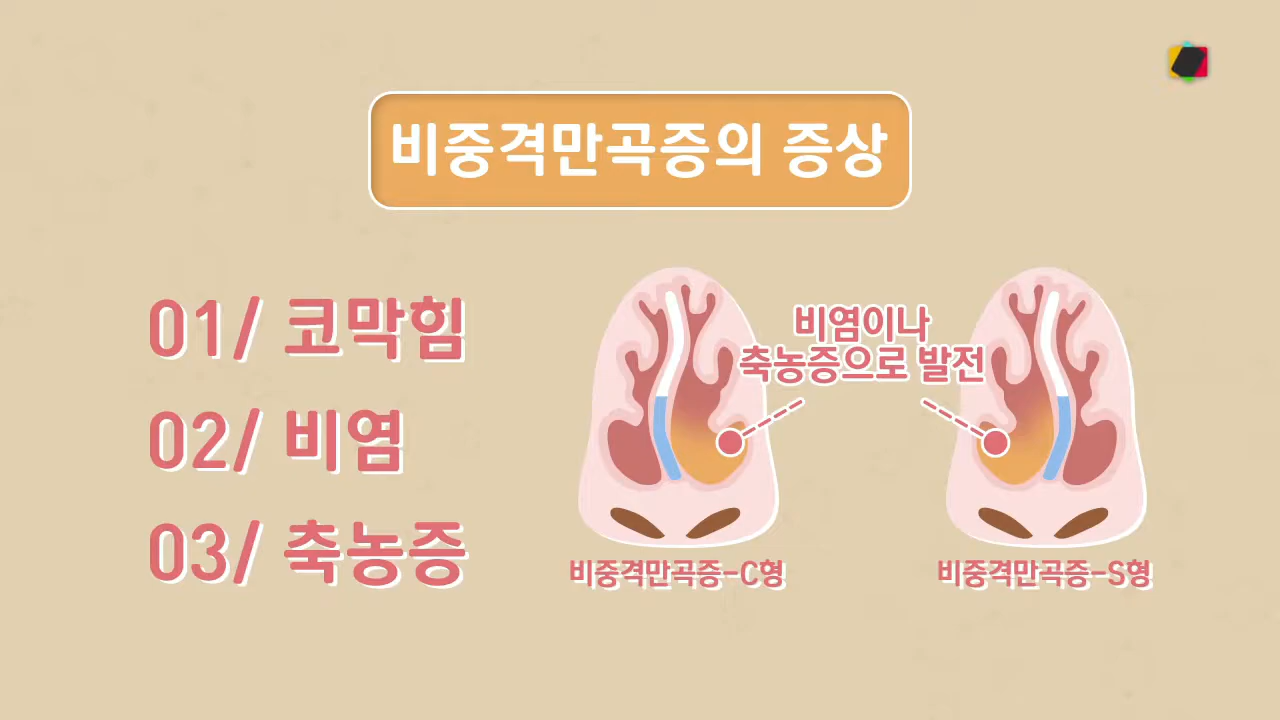 비중격만곡증의 증상
01/ 코막힘
02/ 비염
03/ 축농증
비염이나
축농증으로 발전
비중격만곡증-C형
비중격만곡증-S형